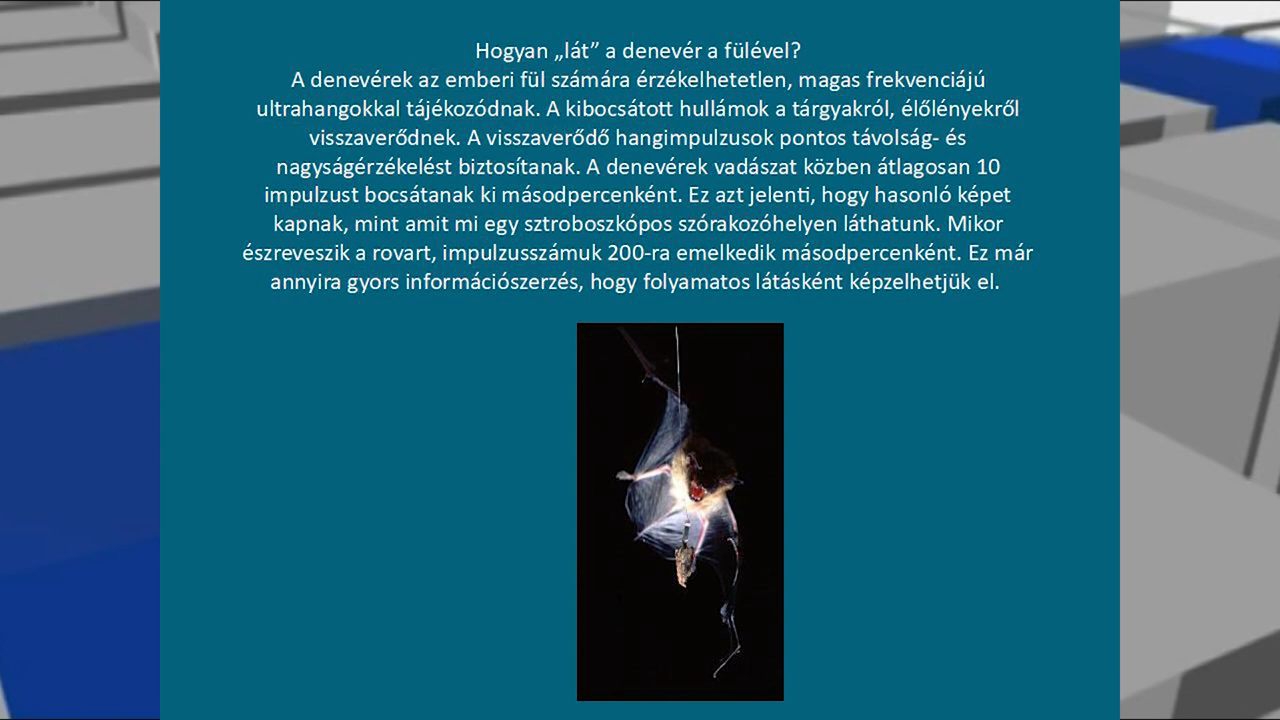 Hogyan „lát” a denevér a fülével?
A denevérek az emberi fül számára érzékelhetetlen, magas frekvenciájú
ultrahangokkal tájékozódnak. A kibocsátott hullámok a tárgyakról, élőlényekről
visszaverődnek. A visszaverődő hangimpulzusok pontos távolság- és
nagyságérzékelést biztosítanak. A denevérek vadászat közben átlagosan 10
impulzust bocsátanak ki másodpercenként. Ez azt jelenti, hogy hasonló képet
kapnak, mint amit mi egy sztroboszkópos szórakozóhelyen láthatunk. Mikor
észreveszik a rovart, impulzusszámuk 200-ra emelkedik másodpercenként. Ez már
annyira gyors információszerzés, hogy folyamatos látásként képzelhetjük el.